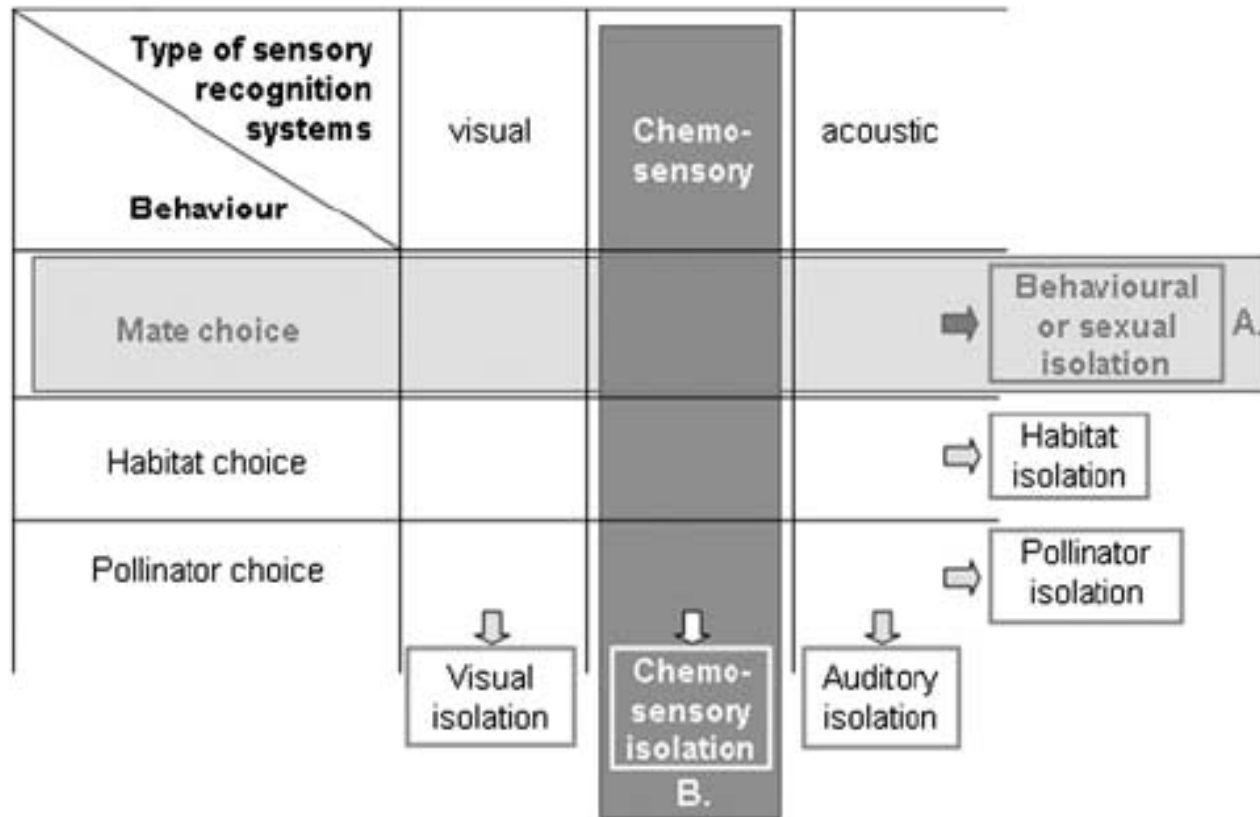 Type of sensory
recognition
systems
Behaviour
visual
Chemo-
sensory
acoustic
Mate choice
Behavioural
or sexual
isolation
A.
Habitat choice
Habitat
isolation
Pollinator choice
Pollinator
isolation
Visual
isolation
Chemo-
sensory
isolation
Auditory
isolation
B.